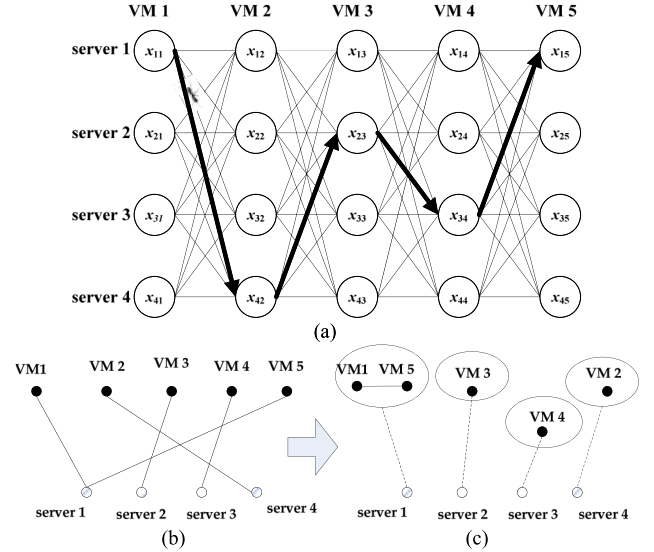 VM 1 VM 2 VM 3 VM 4 VM 5
server 1 x11 x12 x13 x14 x15
server 2 x21 x22 x23 x24 x25
server 3 x31 x32 x33 x34 x35
server 4 x41 x42 x43 x44 x45
(a)
VM1 VM 2 VM 3 VM 4 VM 5
server 1 server 2 server 3 server 4
(b)
VM1 VM 5 VM 3 VM 2
VM 4
server 1 server 2 server 3 server 4
(c)